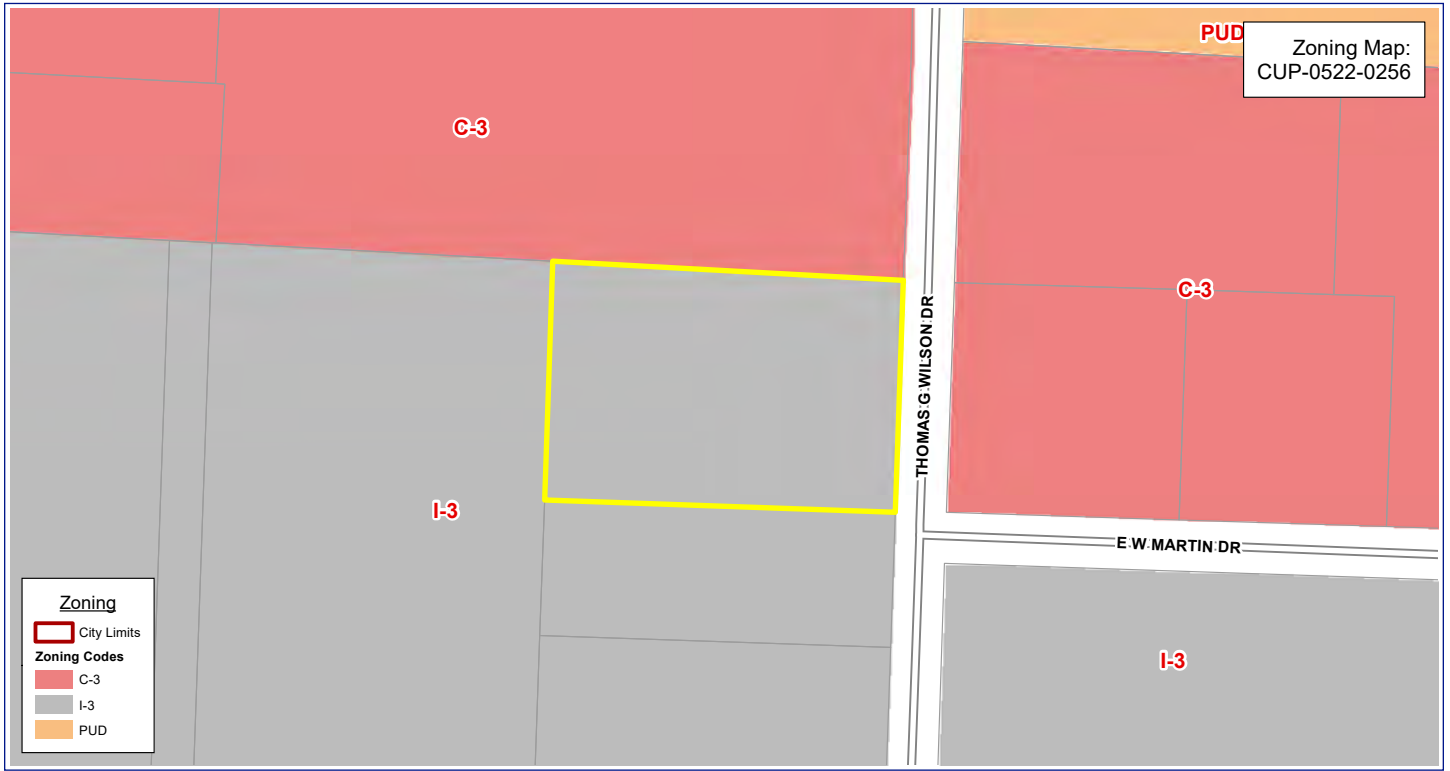 PUD
Zoning Map:
CUP-0522-0256
C-3
C-3
THOMAS G WILSON DR
I-3
E W MARTIN DR
I-3
Zoning
City Limits
Zoning Codes
C-3
I-3
PUD